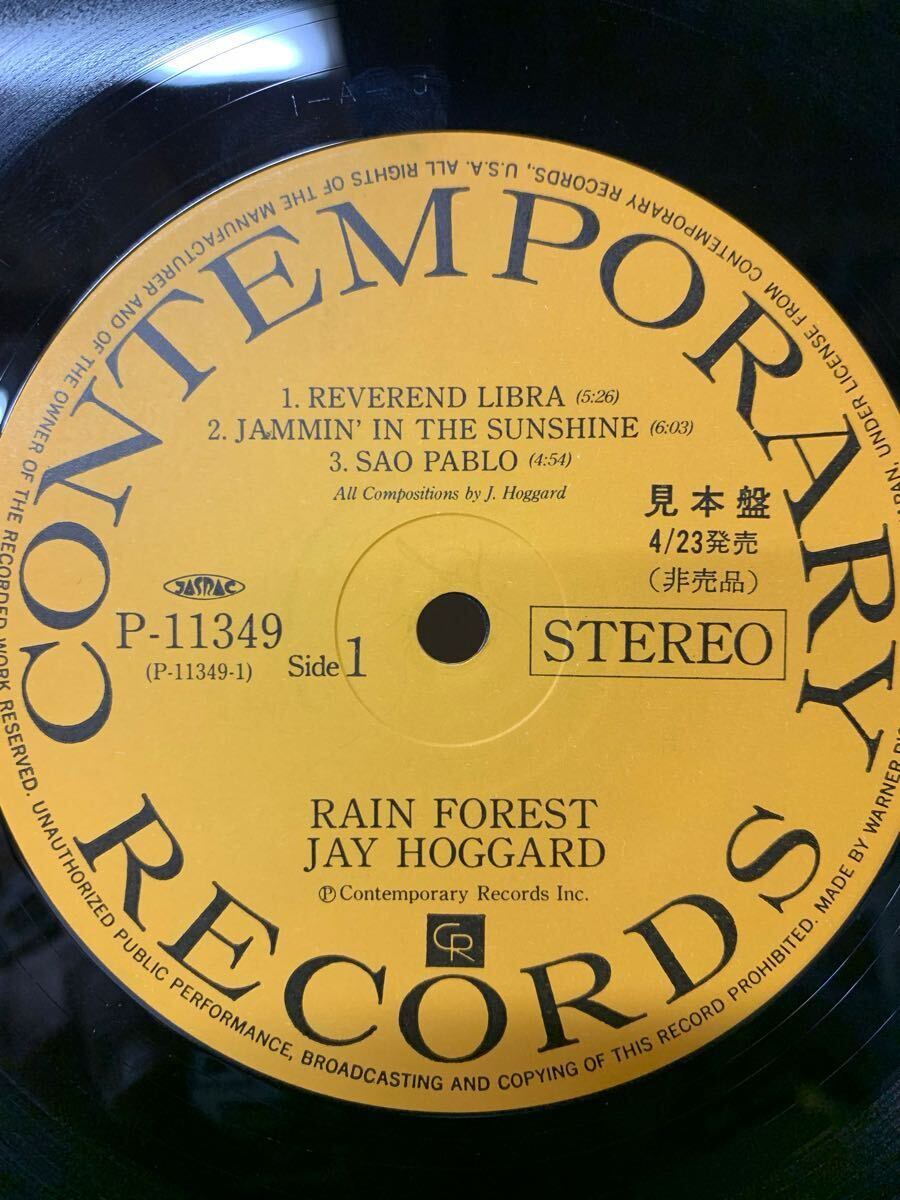 1-A-J
CONTEMPORARY
RECORDS
1. REVEREND LIBRA (5:26)
2. JAMMIN' IN THE SUNSHINE (6:03)
3. SAO PABLO (4:54)
All Compositions by J. Hoggard
見本盤
4/23発売
(非売品)
JASRAC
P-11349
(P-11349-1)
Side 1
STEREO
RAIN FOREST
JAY HOGGARD
℗Contemporary Records Inc.
CR
UNDER LICENSE FROM CONTEMPORARY RECORDS., U.S.A. ALL RIGHTS OF THE MANUFACTURER AND OF THE OWNER OF THE RECORDED WORK RESERVED. UNAUTHORIZED PUBLIC PERFORMANCE, BROADCASTING AND COPYING OF THIS RECORD PROHIBITED. MADE BY WARNER